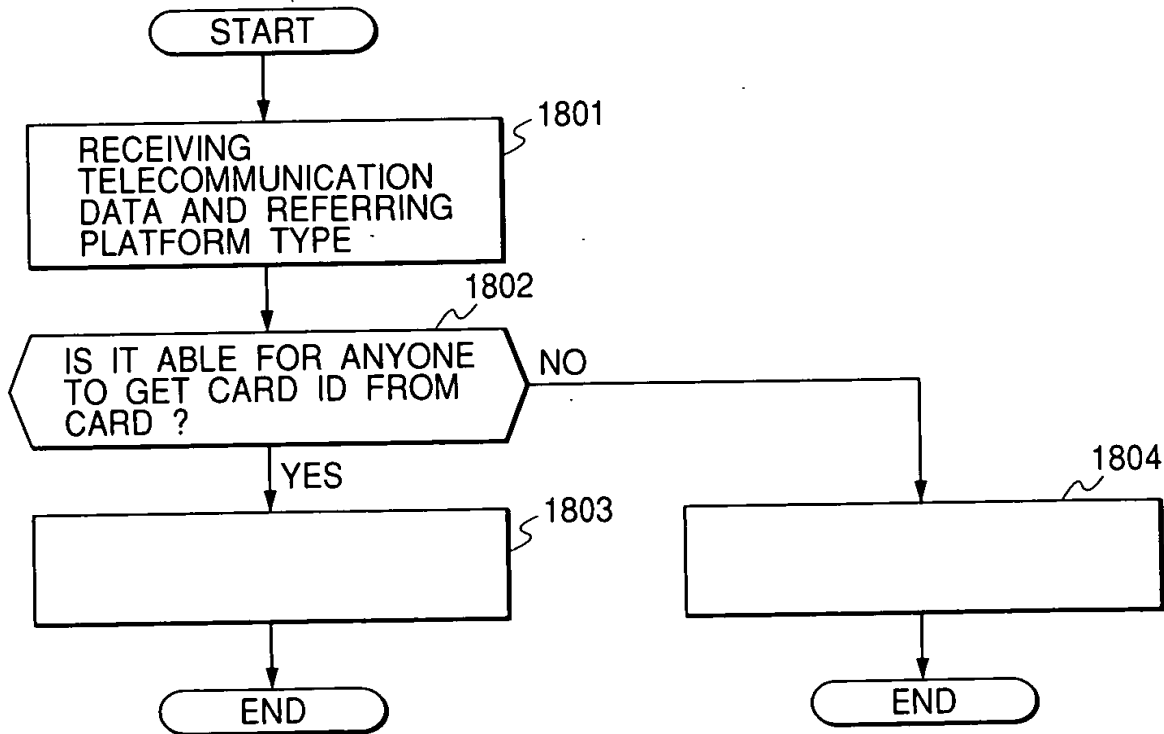 START
1801
RECEIVING
TELECOMMUNICATION
DATA AND REFERRING
PLATFORM TYPE
1802
IS IT ABLE FOR ANYONE
TO GET CARD ID FROM
CARD ?
NO
YES
1803
1804
END
END